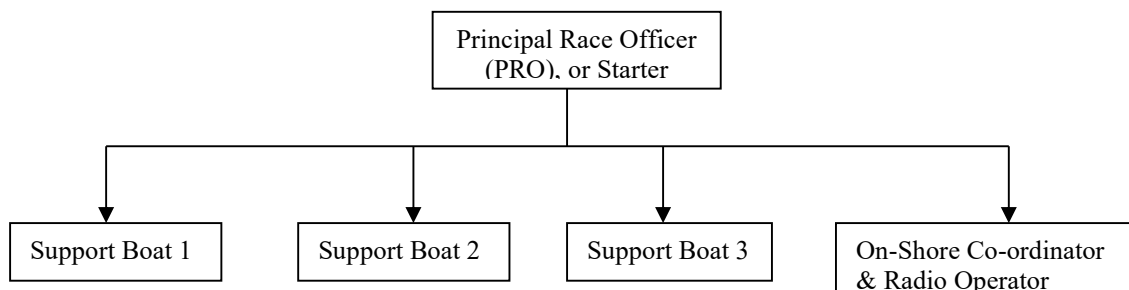 Principal Race Officer
(PRO), or Starter
Support Boat 1
Support Boat 2
Support Boat 3
On-Shore Co-ordinator
& Radio Operator